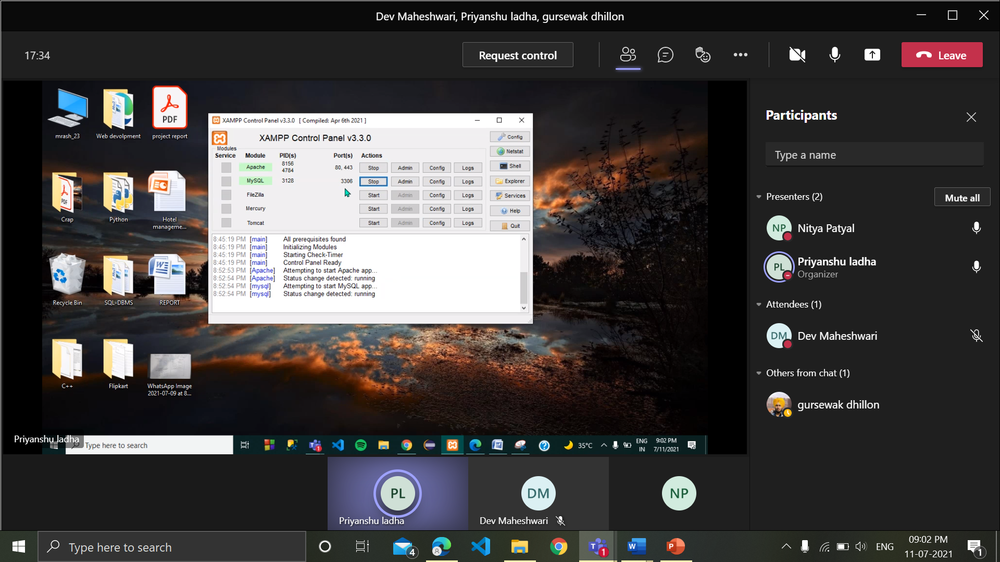 Dev Maheshwari, Priyanshu ladha, gursewak dhillon
17:34
Request control
Leave
mrash_23
Web devolpment
PDF
project report
Crap
Python
Hotel
manageme...
Recycle Bin
SQL-DBMS
REPORT
C++
Flipkart
WhatsApp Image
2021-07-09 at 8...
XAMPP Control Panel v3.3.0 [ Compiled: Apr 6th 2021 ]
XAMPP Control Panel v3.3.0
Config
Modules
Service Module PID(s) Port(s) Actions
Netstat
Apache 8156 4784 80, 443 Stop Admin Config Logs
Shell
MySQL 3128 3306 Stop Admin Config Logs
Explorer
FileZilla Start Admin Config Logs
Services
Mercury Start Admin Config Logs
Help
Tomcat Start Admin Config Logs
Quit
8:45:19 PM [main] All prerequisites found
8:45:19 PM [main] Initializing Modules
8:45:19 PM [main] Starting Check-Timer
8:45:19 PM [main] Control Panel Ready
8:52:53 PM [Apache] Attempting to start Apache app...
8:52:54 PM [Apache] Status change detected: running
8:52:54 PM [mysql] Attempting to start MySQL app...
8:52:54 PM [mysql] Status change detected: running
Priyanshu ladha
Type here to search
1
35°C
ENG
IN
9:02 PM
7/11/2021
Participants
Type a name
Presenters (2)
Mute all
NP Nitya Patyal
PL Priyanshu ladha
Organizer
Attendees (1)
DM Dev Maheshwari
Others from chat (1)
gursewak dhillon
PL
Priyanshu ladha
DM
Dev Maheshwari
NP
Type here to search
4
1
ENG
09:02 PM
11-07-2021
1